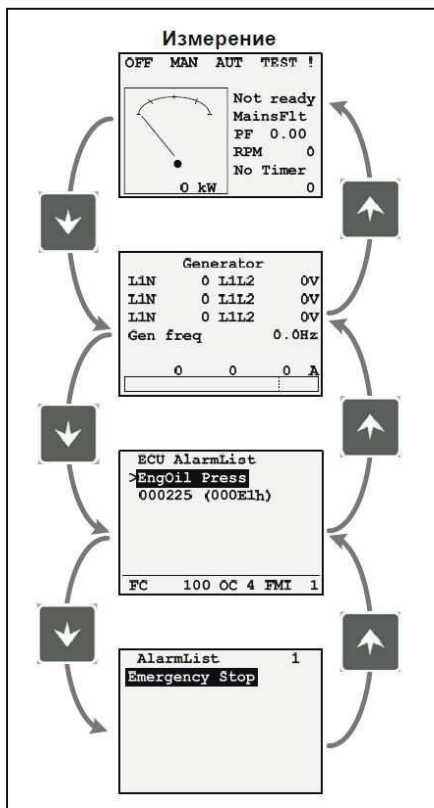 Измерение
OFF MAN AUT TEST !
Not ready
MainsFlt
PF 0.00
RPM 0
No Timer
0 kW 0
Generator
L1N 0 L1L2 0V
L1N 0 L1L2 0V
L1N 0 L1L2 0V
Gen freq 0.0Hz
0 0 0 A
ECU AlarmList
>EngOil Press
000225 (000E1h)
FC 100 OC 4 FMI 1
AlarmList 1
Emergency Stop